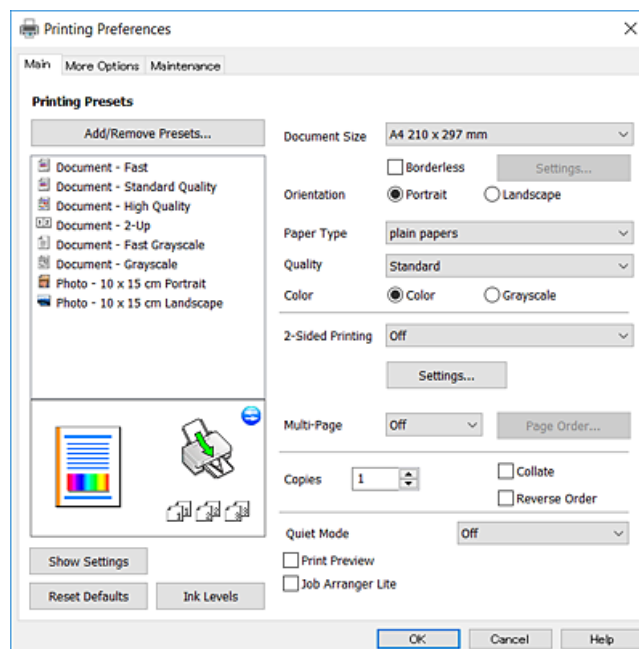 Printing Preferences
Main
More Options
Maintenance
Printing Presets
Add/Remove Presets...
Document - Fast
Document - Standard Quality
Document - High Quality
Document - 2-Up
Document - Fast Grayscale
Document - Grayscale
Photo - 10 x 15 cm Portrait
Photo - 10 x 15 cm Landscape
Show Settings
Reset Defaults
Ink Levels
Document Size
A4 210 x 297 mm
Borderless
Settings...
Orientation
Portrait
Landscape
Paper Type
plain papers
Quality
Standard
Color
Color
Grayscale
2-Sided Printing
Off
Settings...
Multi-Page
Off
Page Order...
Copies
1
Collate
Reverse Order
Quiet Mode
Off
Print Preview
Job Arranger Lite
OK
Cancel
Help